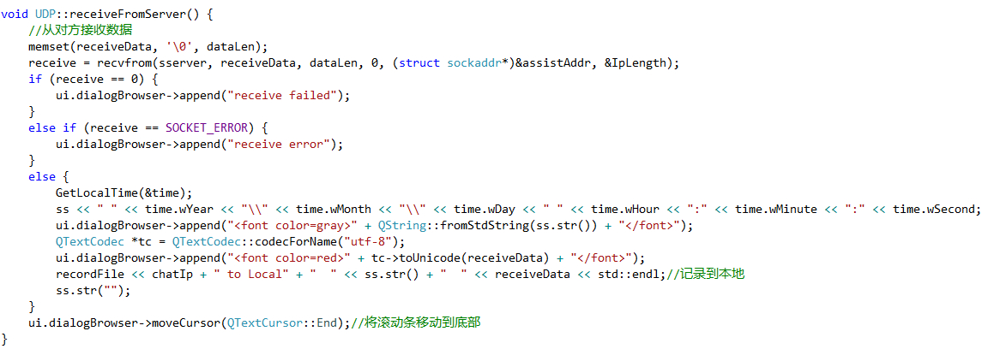 void UDP::receiveFromServer() {
    //从对方接收数据
    memset(receiveData, '\0', dataLen);
    receive = recvfrom(sserver, receiveData, dataLen, 0, (struct sockaddr*)&assistAddr, &IpLength);
    if (receive == 0) {
        ui.dialogBrowser->append("receive failed");
    }
    else if (receive == SOCKET_ERROR) {
        ui.dialogBrowser->append("receive error");
    }
    else {
        GetLocalTime(&time);
        ss << " " << time.wYear << "\\" << time.wMonth << "\\" << time.wDay << " " << time.wHour << ":" << time.wMinute << ":" << time.wSecond;
        ui.dialogBrowser->append("<font color=gray>" + QString::fromStdString(ss.str()) + "</font>");
        QTextCodec *tc = QTextCodec::codecForName("utf-8");
        ui.dialogBrowser->append("<font color=red>" + tc->toUnicode(receiveData) + "</font>");
        recordFile << chatIp + " to Local" + "  " << ss.str() + "  " << receiveData << std::endl;//记录到本地
        ss.str("");
    }
    ui.dialogBrowser->moveCursor(QTextCursor::End);//将滚动条移动到底部
}